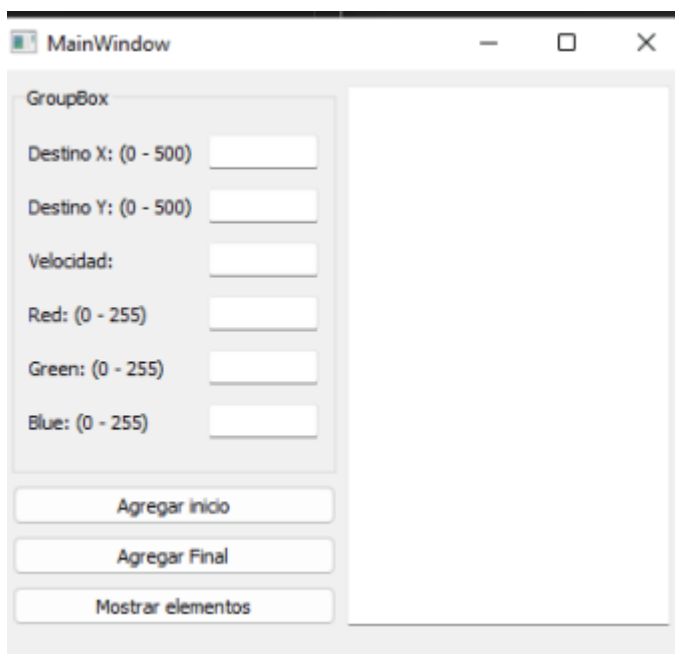 MainWindow
GroupBox
Destino X: (0 - 500)
Destino Y: (0 - 500)
Velocidad:
Red: (0 - 255)
Green: (0 - 255)
Blue: (0 - 255)
Agregar inicio
Agregar Final
Mostrar elementos